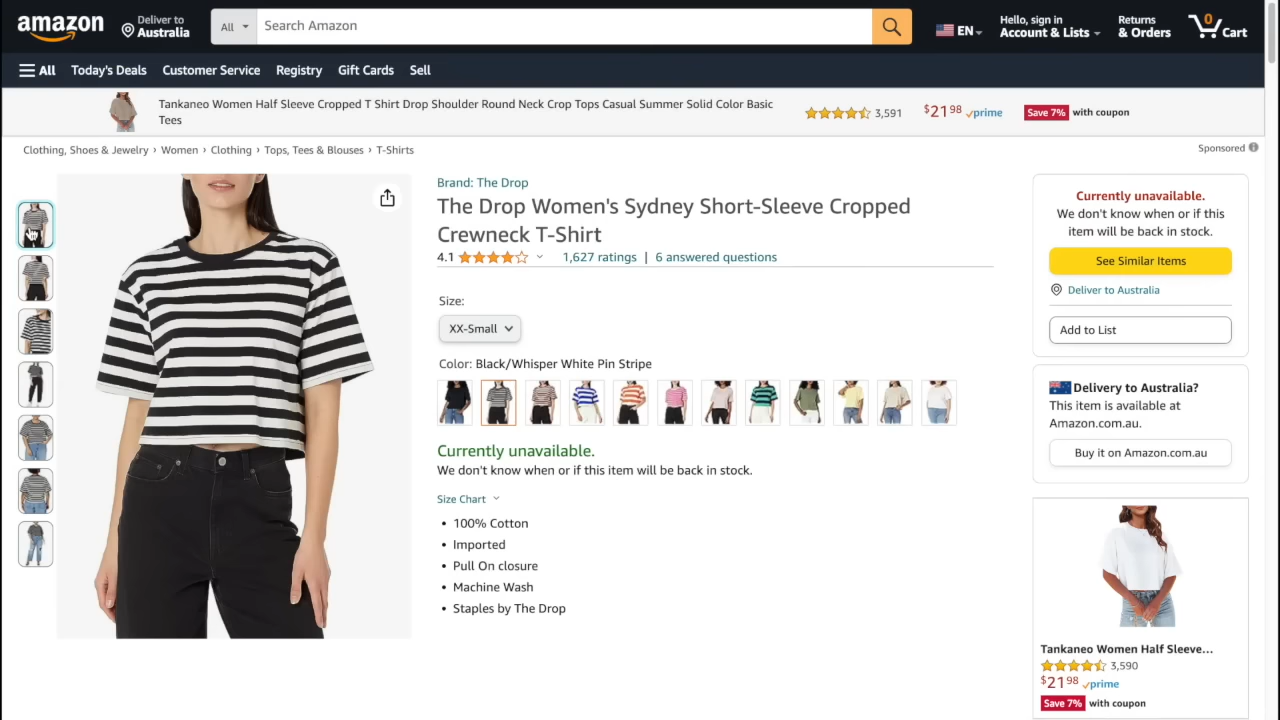 amazon
Deliver to
Australia
All
Search Amazon
EN
Hello, sign in
Account & Lists
Returns
& Orders
0
Cart
All
Today's Deals
Customer Service
Registry
Gift Cards
Sell
Tankaneo Women Half Sleeve Cropped T Shirt Drop Shoulder Round Neck Crop Tops Casual Summer Solid Color Basic
Tees
3,591
$21 98
prime
Save 7% with coupon
Clothing, Shoes & Jewelry › Women › Clothing › Tops, Tees & Blouses › T-Shirts
Sponsored
Brand: The Drop
The Drop Women's Sydney Short-Sleeve Cropped
Crewneck T-Shirt
4.1
1,627 ratings | 6 answered questions
Size:
XX-Small
Color: Black/Whisper White Pin Stripe
Currently unavailable.
We don't know when or if this item will be back in stock.
Size Chart
• 100% Cotton
• Imported
• Pull On closure
• Machine Wash
• Staples by The Drop
Currently unavailable.
We don't know when or if this
item will be back in stock.
See Similar Items
Deliver to Australia
Add to List
Delivery to Australia?
This item is available at
Amazon.com.au.
Buy it on Amazon.com.au
Tankaneo Women Half Sleeve...
3,590
$21 98
prime
Save 7% with coupon